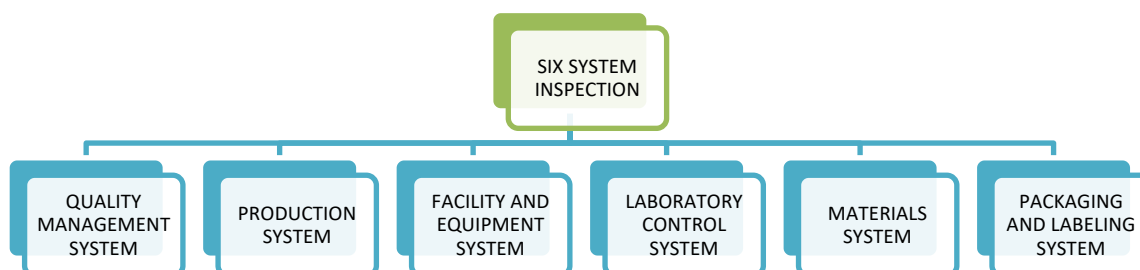 SIX SYSTEM
INSPECTION
QUALITY
MANAGEMENT
SYSTEM
PRODUCTION
SYSTEM
FACILITY AND
EQUIPMENT
SYSTEM
LABORATORY
CONTROL
SYSTEM
MATERIALS
SYSTEM
PACKAGING
AND LABELING
SYSTEM